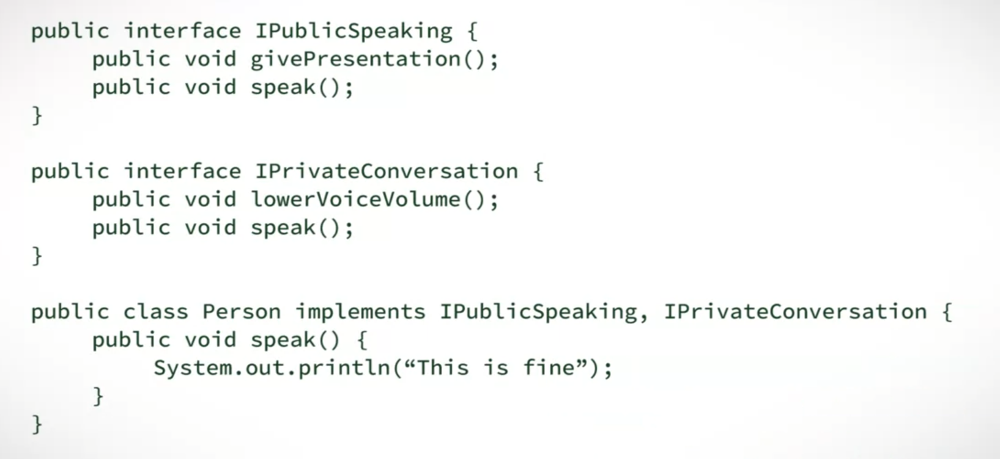 public interface IPublicSpeaking {
public void givePresentation();
public void speak();
}
public interface IPrivateConversation {
public void lowerVoiceVolume();
public void speak();
}
public class Person implements IPublicSpeaking, IPrivateConversation {
public void speak() {
System.out.println(“This is fine”);
}
}